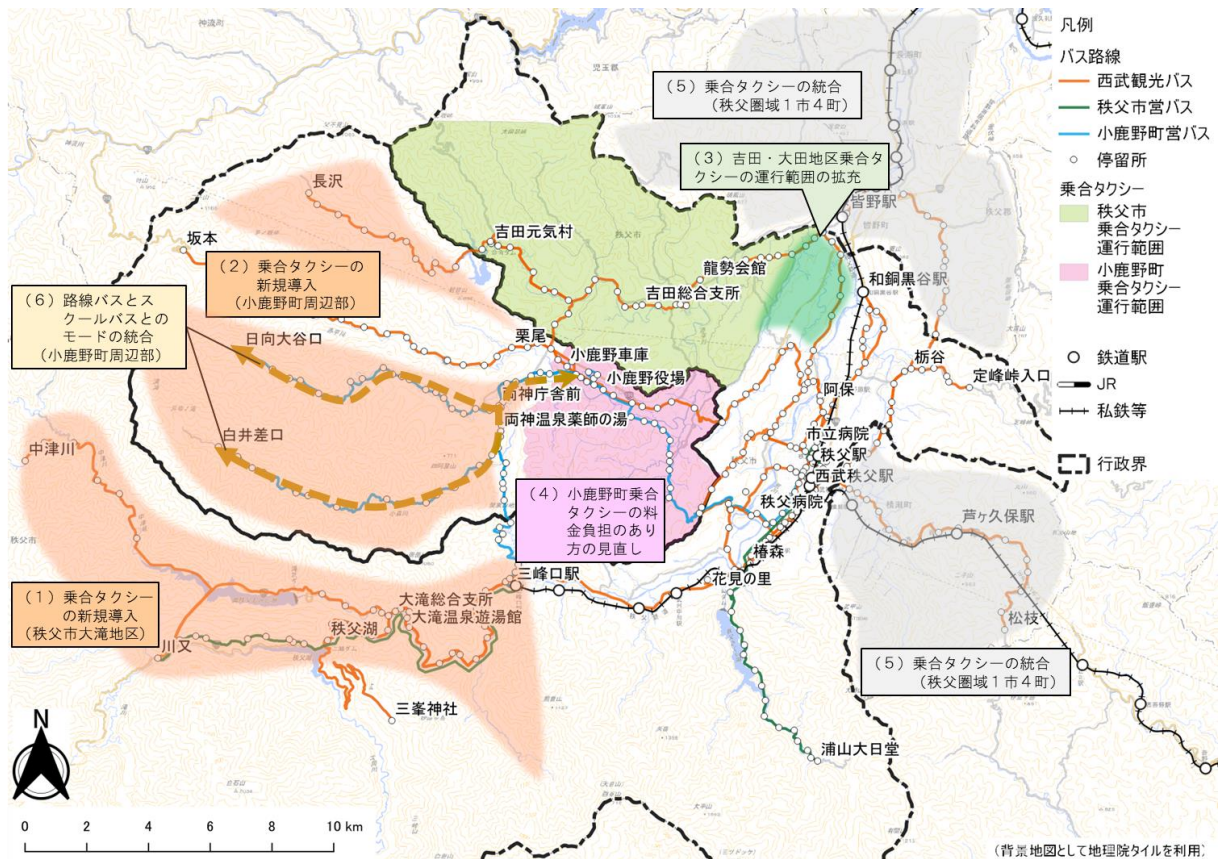 凡例
バス路線
西武観光バス
秩父市営バス
小鹿野町営バス
停留所
乗合タクシー
秩父市
乗合タクシー
運行範囲
小鹿野町
乗合タクシー
運行範囲
鉄道駅
JR
私鉄等
行政界
(5)乗合タクシーの統合
(秩父圏域1市4町)
(3)吉田・大田地区乗合タ
クシーの運行範囲の拡充
皆野駅
長沢
坂本
吉田元気村
龍勢会館
吉田総合支所
和銅黒谷駅
(2)乗合タクシーの
新規導入
(小鹿野町周辺部)
(6)路線バスとス
クールバスとの
モードの統合
(小鹿野町周辺部)
日向大谷口
栗尾
小鹿野車庫
小鹿野役場
両神庁舎前
両神温泉薬師の湯
栃谷
定峰峠入口
阿保
白井差口
中津川
市立病院
秩父駅
西武秩父駅
秩父病院
(4)小鹿野町乗合
タクシーの料
金負担のあり
方の見直し
芦ヶ久保駅
椿森
花見の里
三峰口駅
(1)乗合タクシー
の新規導入
(秩父市大滝地区)
大滝総合支所
大滝温泉遊湯館
秩父湖
川又
松枝
(5)乗合タクシーの統合
(秩父圏域1市4町)
三峯神社
浦山大日堂
N
0 2 4 6 8 10 km
(背景地図として地理院タイルを利用)